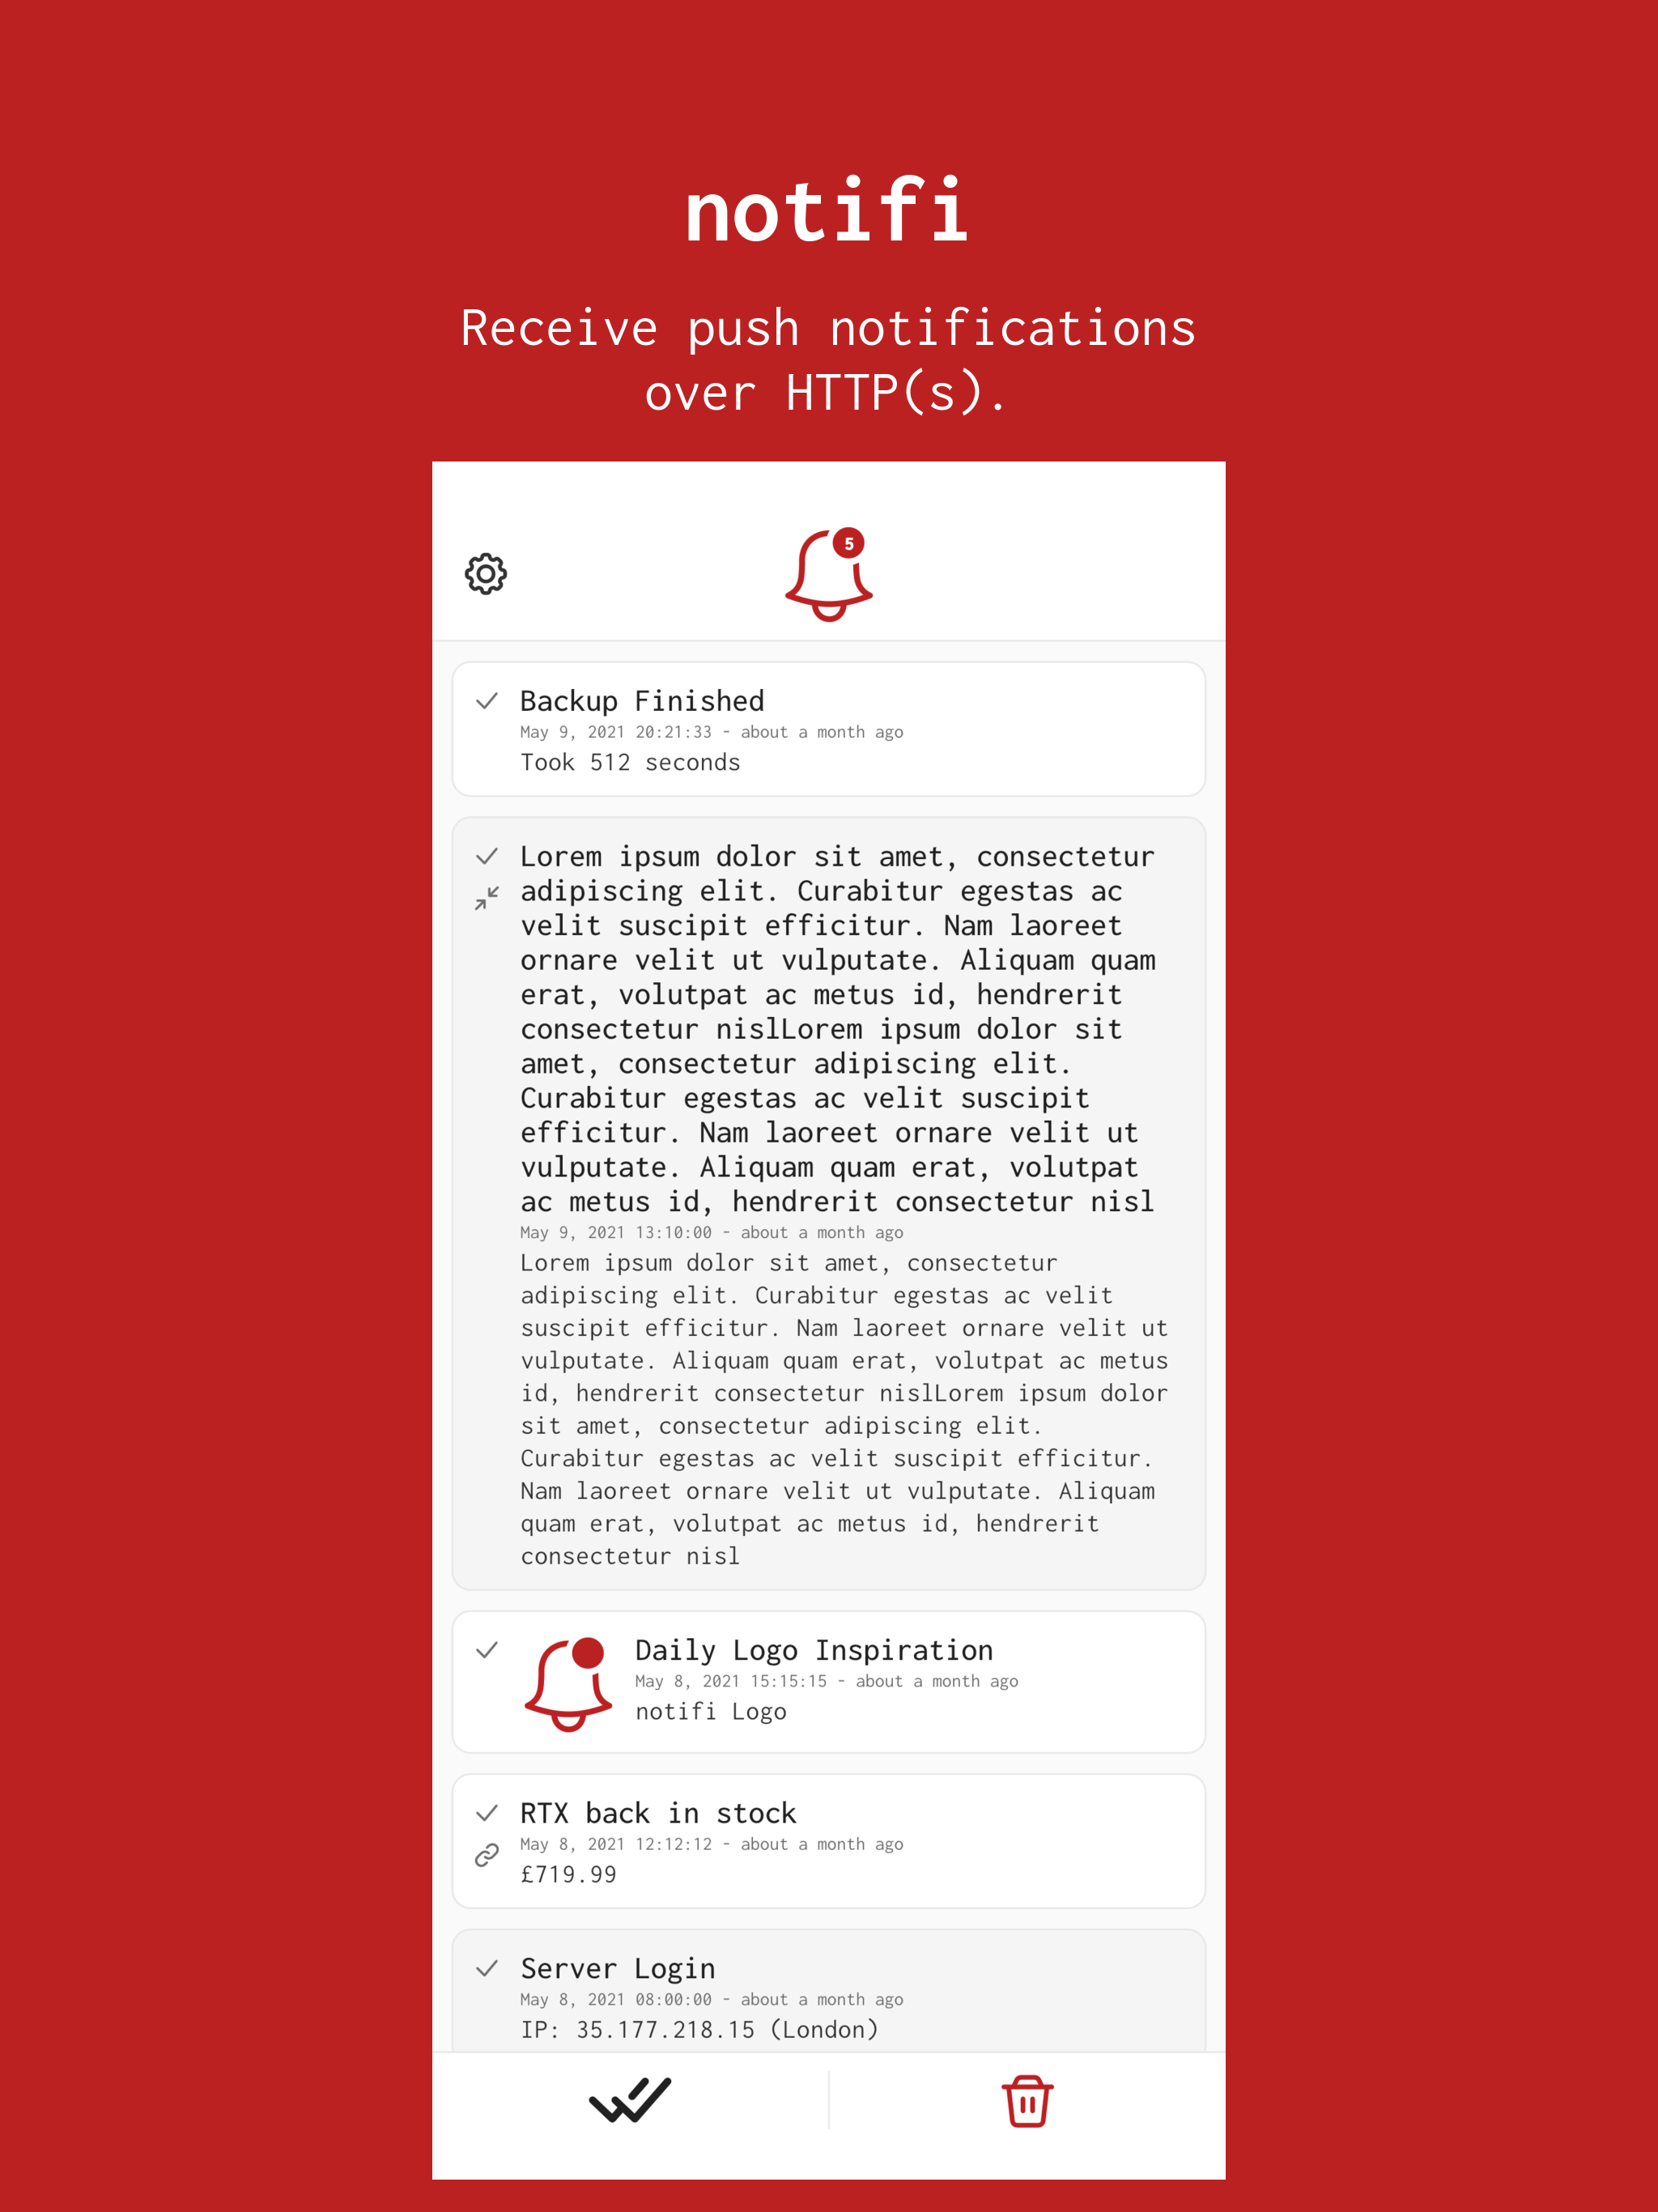 notifi
Receive push notifications
over HTTP(s).
5
Backup Finished
May 9, 2021 20:21:33 - about a month ago
Took 512 seconds
Lorem ipsum dolor sit amet, consectetur
adipiscing elit. Curabitur egestas ac
velit suscipit efficitur. Nam laoreet
ornare velit ut vulputate. Aliquam quam
erat, volutpat ac metus id, hendrerit
consectetur nislLorem ipsum dolor sit
amet, consectetur adipiscing elit.
Curabitur egestas ac velit suscipit
efficitur. Nam laoreet ornare velit ut
vulputate. Aliquam quam erat, volutpat
ac metus id, hendrerit consectetur nisl
May 9, 2021 13:10:00 - about a month ago
Lorem ipsum dolor sit amet, consectetur
adipiscing elit. Curabitur egestas ac velit
suscipit efficitur. Nam laoreet ornare velit ut
vulputate. Aliquam quam erat, volutpat ac metus
id, hendrerit consectetur nislLorem ipsum dolor
sit amet, consectetur adipiscing elit.
Curabitur egestas ac velit suscipit efficitur.
Nam laoreet ornare velit ut vulputate. Aliquam
quam erat, volutpat ac metus id, hendrerit
consectetur nisl
Daily Logo Inspiration
May 8, 2021 15:15:15 - about a month ago
notifi Logo
RTX back in stock
May 8, 2021 12:12:12 - about a month ago
£719.99
Server Login
May 8, 2021 08:00:00 - about a month ago
IP: 35.177.218.15 (London)